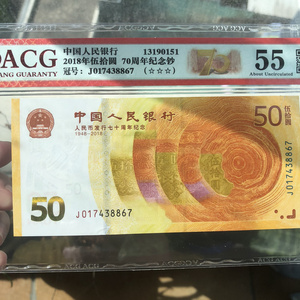 ACG
ANG GUARANTY
中国人民银行 13190151
2018年伍拾圆 70周年纪念钞
冠号: J017438867 (☆☆☆)
70
55
About Uncirculated
中国人民银行
人民币发行七十周年纪念
1948-2018
50 伍拾圆
50
J017438867
J017438867